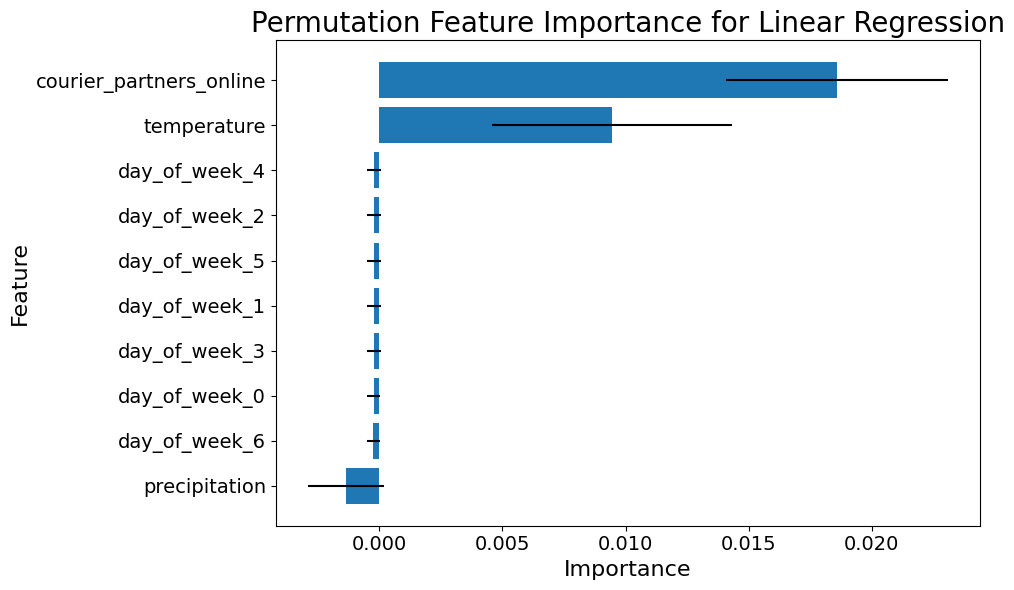 Permutation Feature Importance for Linear Regression
Feature
courier_partners_online
temperature
day_of_week_4
day_of_week_2
day_of_week_5
day_of_week_1
day_of_week_3
day_of_week_0
day_of_week_6
precipitation
0.000 0.005 0.010 0.015 0.020
Importance